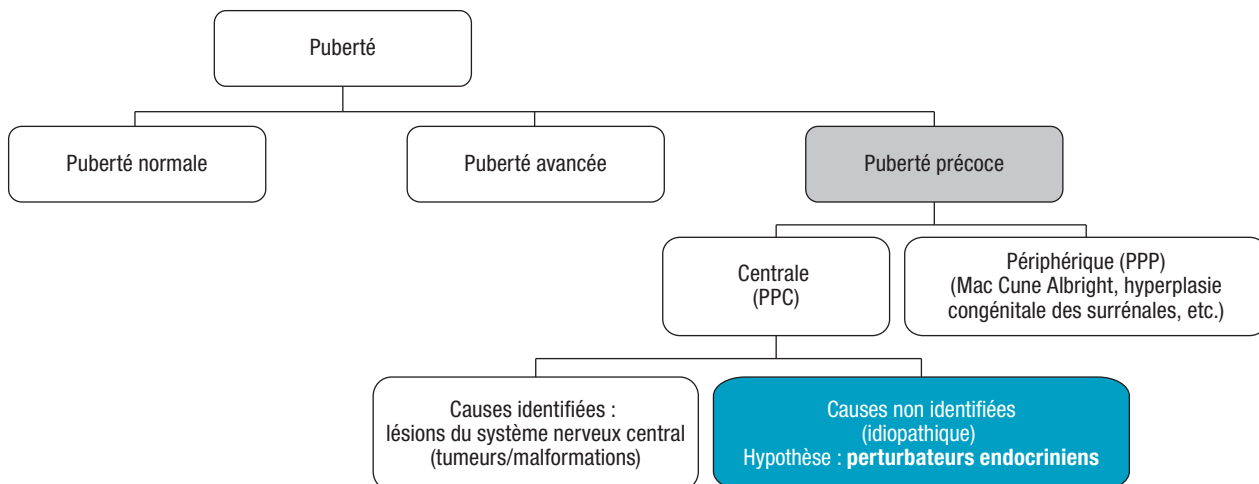 Puberté
Puberté normale
Puberté avancée
Puberté précoce
Centrale
(PPC)
Périphérique (PPP)
(Mac Cune Albright, hyperplasie
congénitale des surrénales, etc.)
Causes identifiées :
lésions du système nerveux central
(tumeurs/malformations)
Causes non identifiées
(idiopathique)
Hypothèse : perturbateurs endocriniens